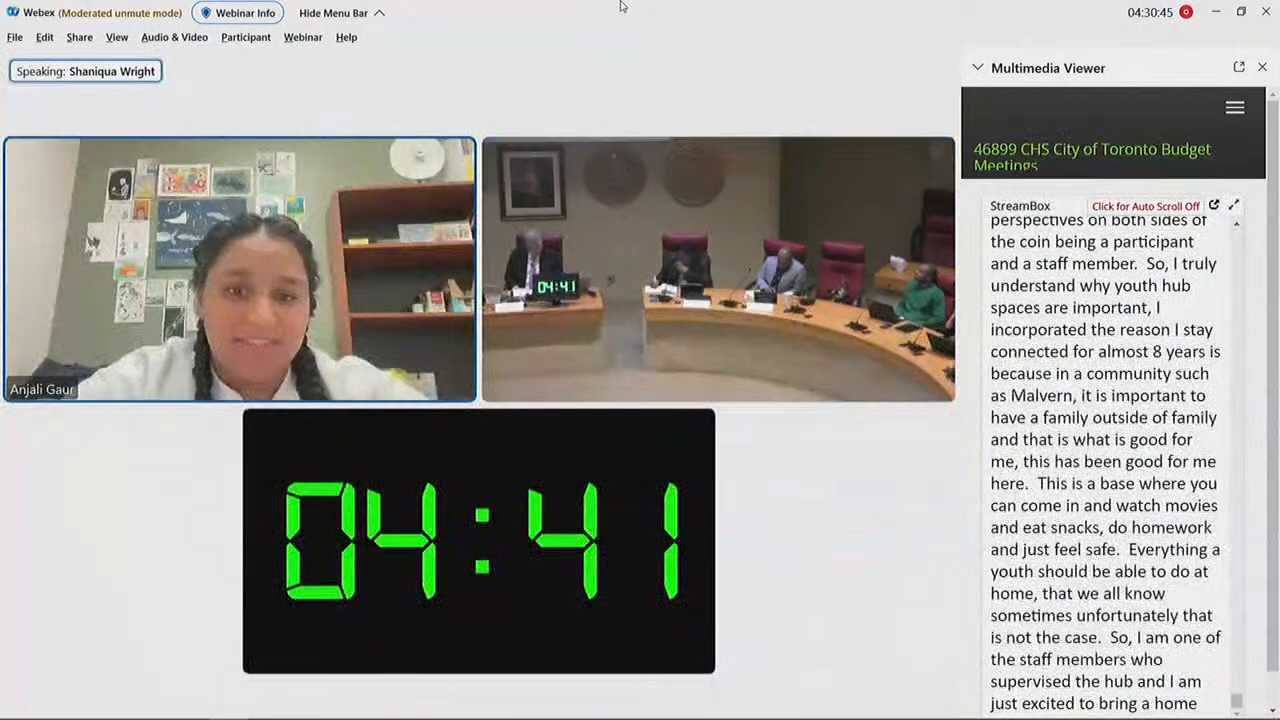 Webex (Moderated unmute mode) Webinar Info Hide Menu Bar 04:30:45
File Edit Share View Audio & Video Participant Webinar Help
Speaking: Shaniqua Wright
Anjali Gaur
04:41
04:41
Multimedia Viewer
46899 CHS City of Toronto Budget
Meetings
StreamBox Click for Auto Scroll Off
perspectives on both sides of
the coin being a participant
and a staff member. So, I truly
understand why youth hub
spaces are important, I
incorporated the reason I stay
connected for almost 8 years is
because in a community such
as Malvern, it is important to
have a family outside of family
and that is what is good for
me, this has been good for me
here. This is a base where you
can come in and watch movies
and eat snacks, do homework
and just feel safe. Everything a
youth should be able to do at
home, that we all know
sometimes unfortunately that
is not the case. So, I am one of
the staff members who
supervised the hub and I am
just excited to bring a home